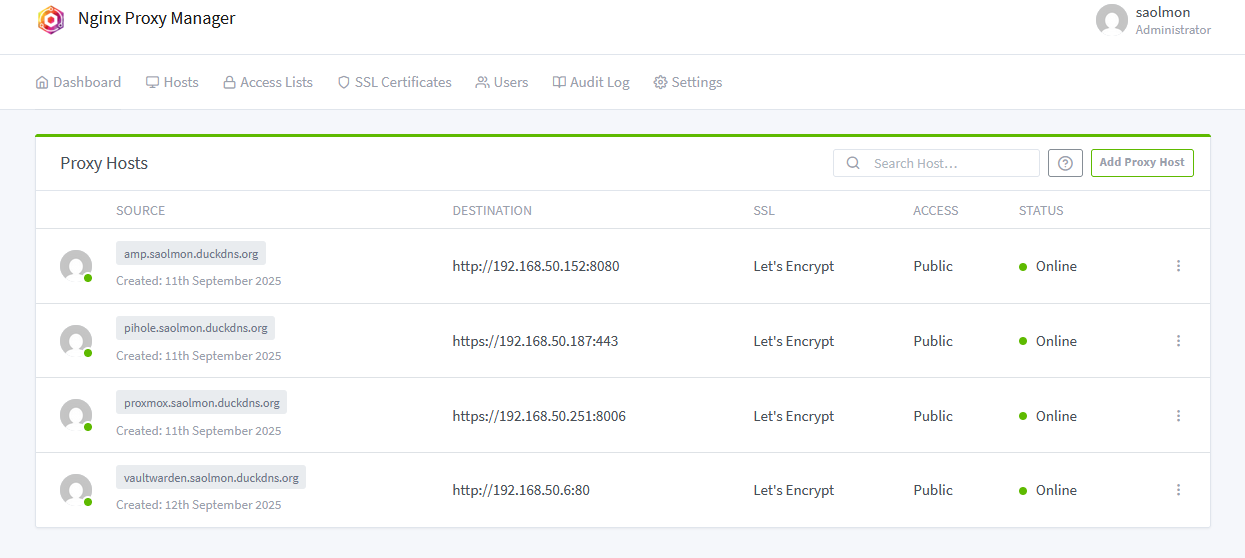 Nginx Proxy Manager
saolmon
Administrator
Dashboard Hosts Access Lists SSL Certificates Users Audit Log Settings
Proxy Hosts
Search Host…
Add Proxy Host
SOURCE DESTINATION SSL ACCESS STATUS
amp.saolmon.duckdns.org
Created: 11th September 2025
http://192.168.50.152:8080 Let's Encrypt Public Online
pihole.saolmon.duckdns.org
Created: 11th September 2025
https://192.168.50.187:443 Let's Encrypt Public Online
proxmox.saolmon.duckdns.org
Created: 11th September 2025
https://192.168.50.251:8006 Let's Encrypt Public Online
vaultwarden.saolmon.duckdns.org
Created: 12th September 2025
http://192.168.50.6:80 Let's Encrypt Public Online